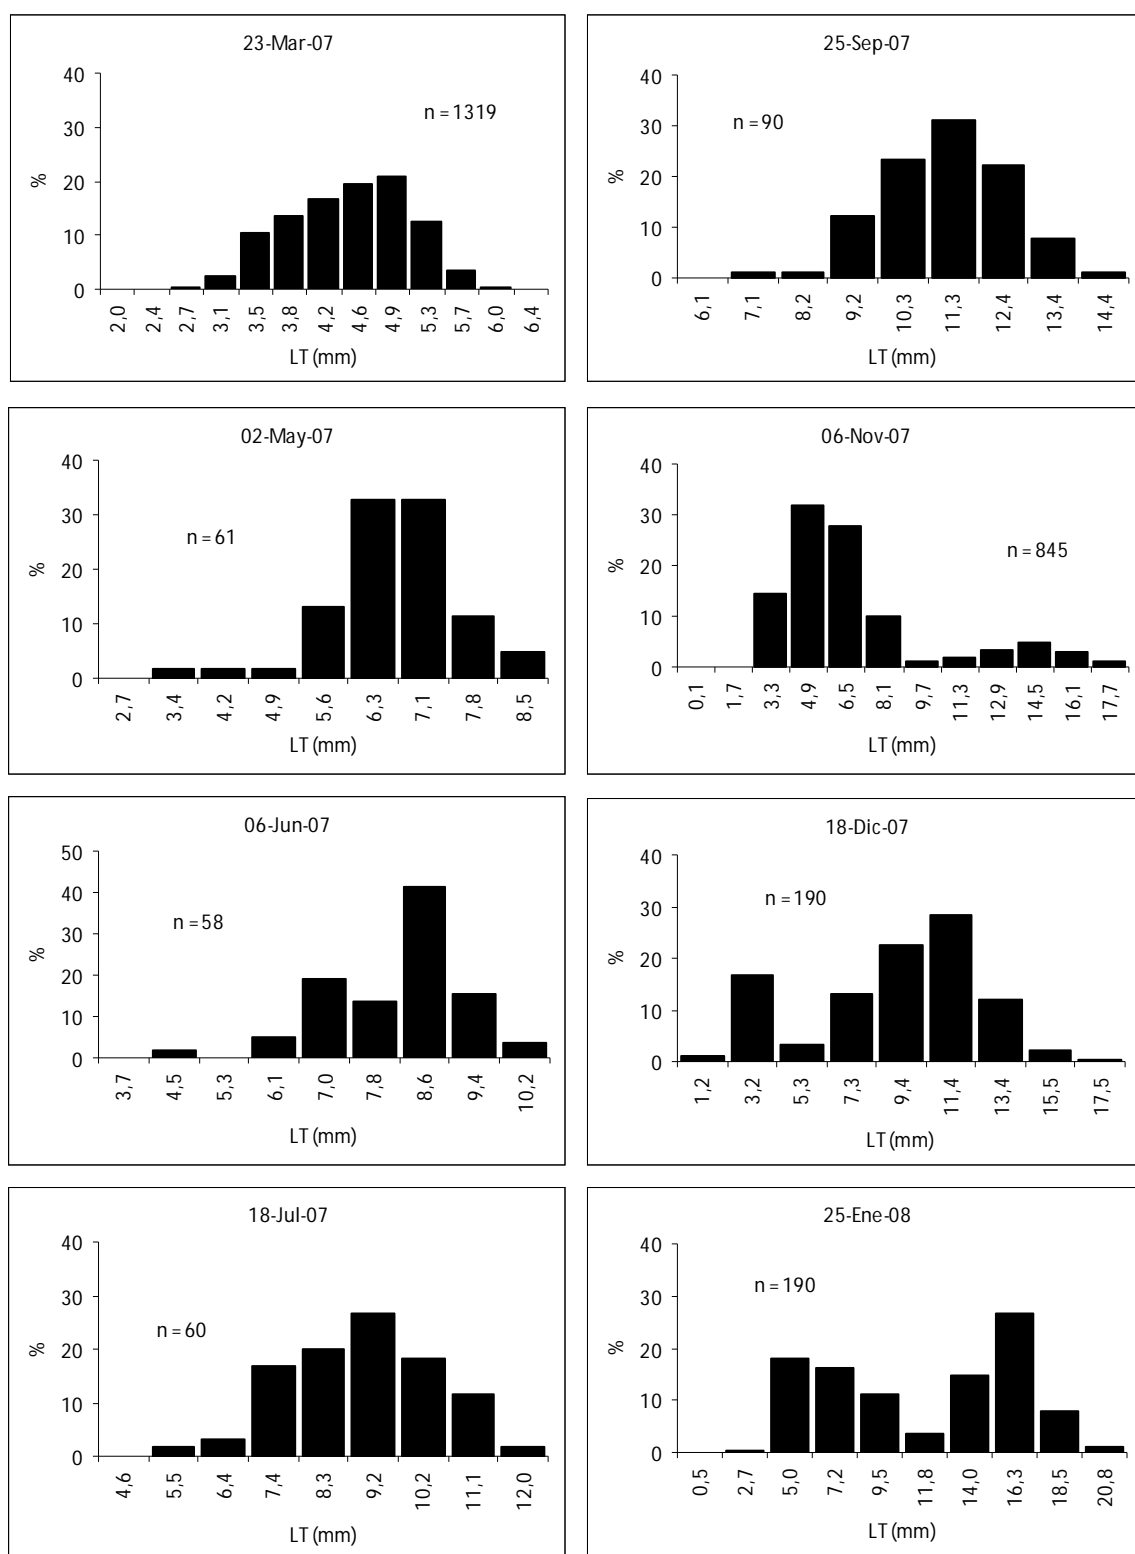 23-Mar-07
40
30
20
10
0
%
n = 1319
2,0 2,4 2,7 3,1 3,5 3,8 4,2 4,6 4,9 5,3 5,7 6,0 6,4
LT (mm)
25-Sep-07
40
30
20
10
0
%
n = 90
6,1 7,1 8,2 9,2 10,3 11,3 12,4 13,4 14,4
LT (mm)
02-May-07
40
30
20
10
0
%
n = 61
2,7 3,4 4,2 4,9 5,6 6,3 7,1 7,8 8,5
LT (mm)
06-Nov-07
40
30
20
10
0
%
n = 845
0,1 1,7 3,3 4,9 6,5 8,1 9,7 11,3 12,9 14,5 16,1 17,7
LT (mm)
06-Jun-07
50
40
30
20
10
0
%
n = 58
3,7 4,5 5,3 6,1 7,0 7,8 8,6 9,4 10,2
LT (mm)
18-Dic-07
40
30
20
10
0
%
n = 190
1,2 3,2 5,3 7,3 9,4 11,4 13,4 15,5 17,5
LT (mm)
18-Jul-07
40
30
20
10
0
%
n = 60
4,6 5,5 6,4 7,4 8,3 9,2 10,2 11,1 12,0
LT (mm)
25-Ene-08
40
30
20
10
0
%
n = 190
0,5 2,7 5,0 7,2 9,5 11,8 14,0 16,3 18,5 20,8
LT (mm)